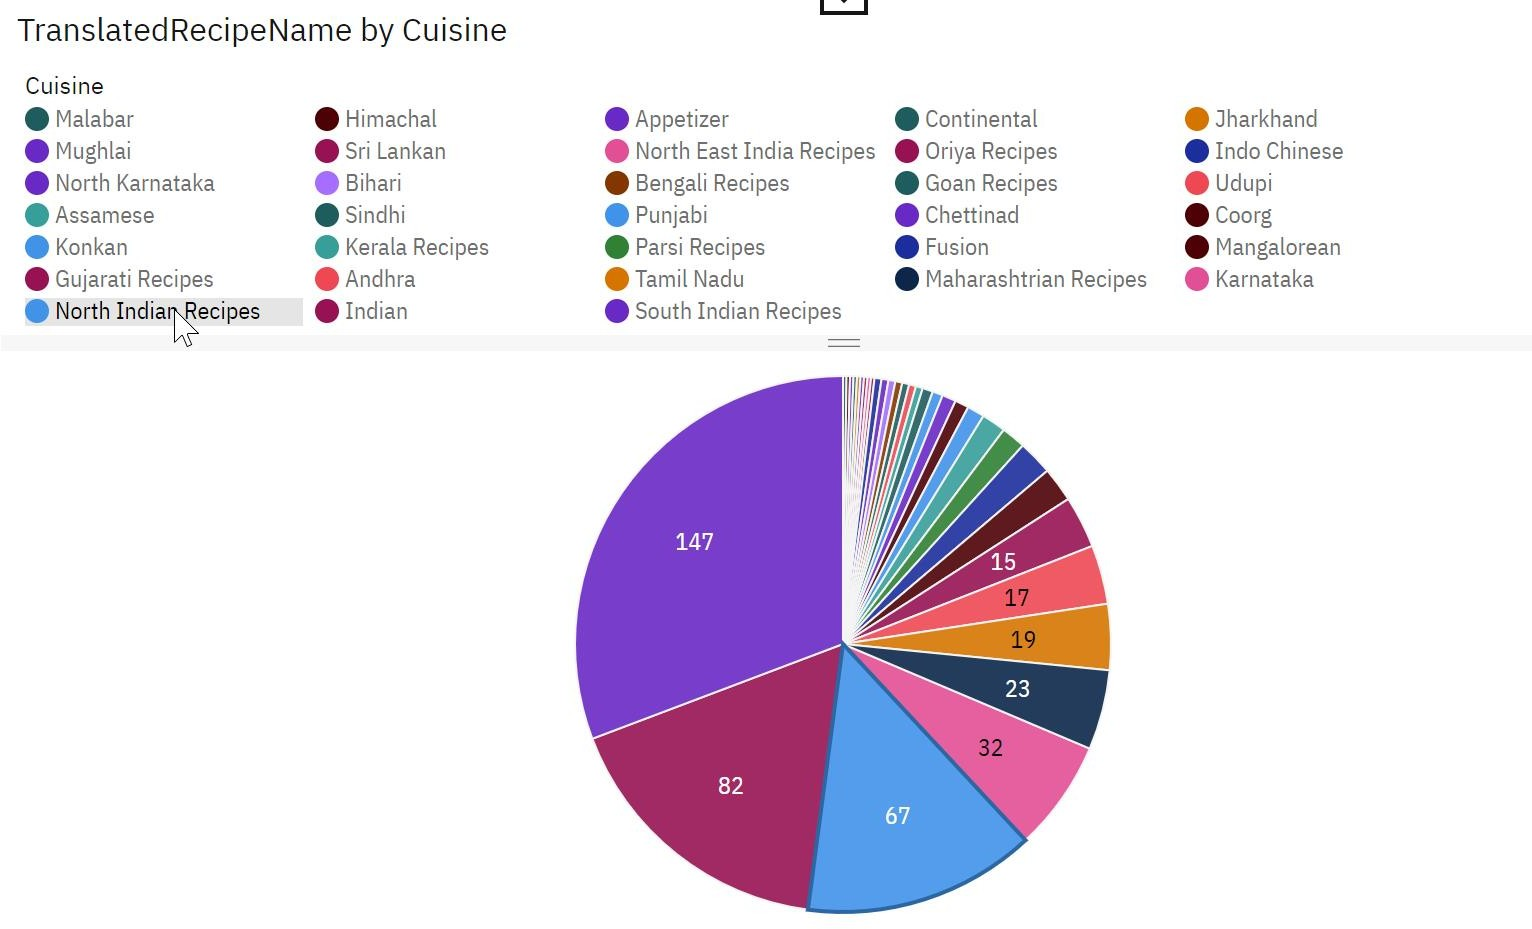 TranslatedRecipeName by Cuisine
Cuisine
Malabar Himachal Appetizer Continental Jharkhand
Mughlai Sri Lankan North East India Recipes Oriya Recipes Indo Chinese
North Karnataka Bihari Bengali Recipes Goan Recipes Udupi
Assamese Sindhi Punjabi Chettinad Coorg
Konkan Kerala Recipes Parsi Recipes Fusion Mangalorean
Gujarati Recipes Andhra Tamil Nadu Maharashtrian Recipes Karnataka
North Indian Recipes Indian South Indian Recipes
147
15
17
19
23
32
82
67